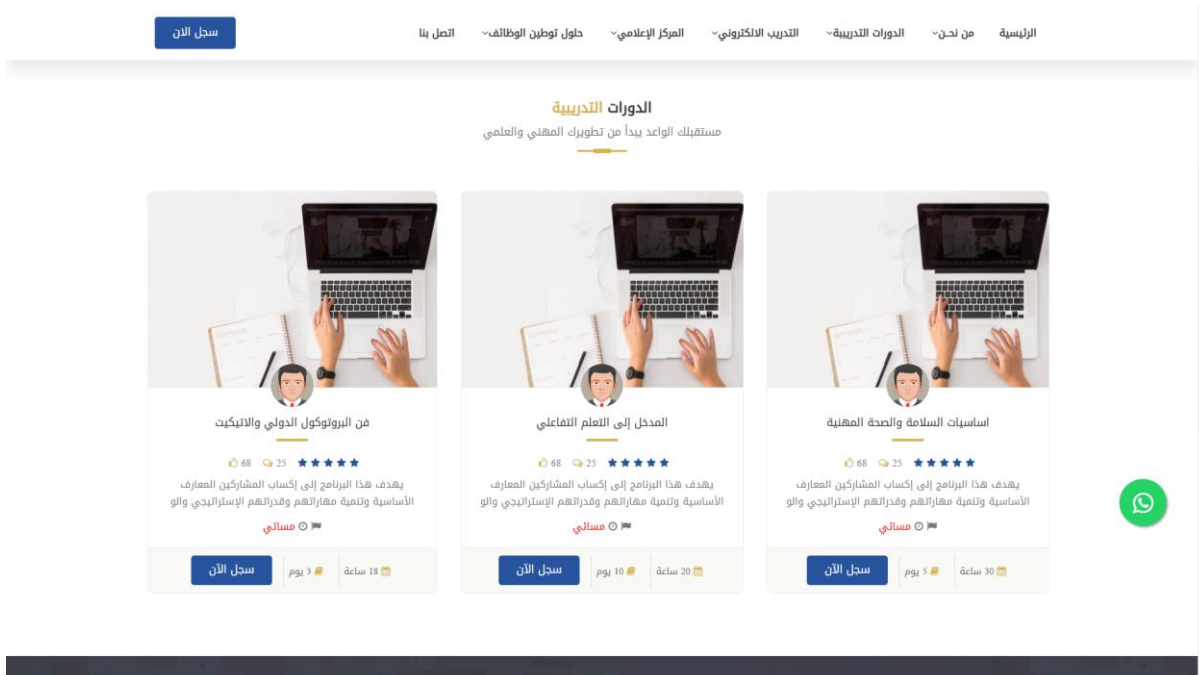 الرئيسية من نحـن الدورات التدريبية التدريب الالكتروني المركز الإعلامي حلول توطين الوظائف اتصل بنا سجل الان
الدورات التدريبية
مستقبلك الواعد يبدأ من تطويرك المهني والعلمي
اساسيات السلامة والصحة المهنية
25 68
يهدف هذا البرنامج إلى إكساب المشاركين المعارف
الأساسية وتنمية مهاراتهم وقدراتهم الإستراتيجي والو
مسائي
30 ساعة 5 يوم سجل الآن
المدخل إلى التعلم التفاعلي
25 68
يهدف هذا البرنامج إلى إكساب المشاركين المعارف
الأساسية وتنمية مهاراتهم وقدراتهم الإستراتيجي والو
مسائي
20 ساعة 10 يوم سجل الآن
فن البروتوكول الدولي والاتيكيت
25 68
يهدف هذا البرنامج إلى إكساب المشاركين المعارف
الأساسية وتنمية مهاراتهم وقدراتهم الإستراتيجي والو
مسائي
18 ساعة 3 يوم سجل الآن